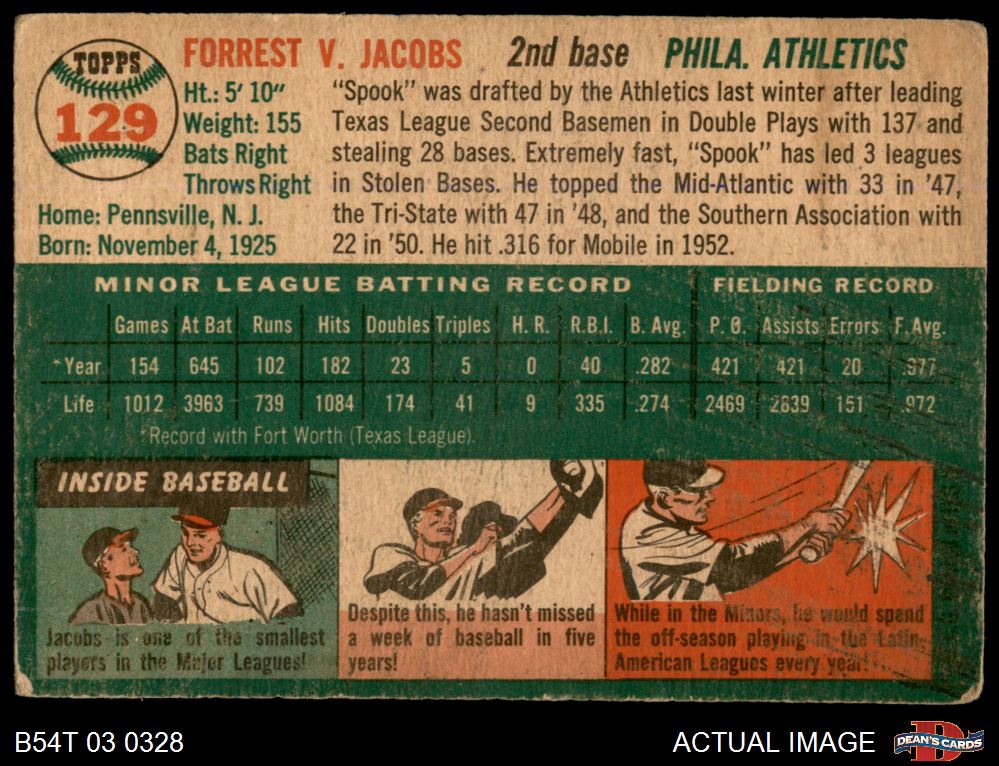 TOPPS
129
FORREST V. JACOBS 2nd base PHILA. ATHLETICS
Ht.: 5' 10"
Weight: 155
Bats Right
Throws Right
Home: Pennsville, N. J.
Born: November 4, 1925
"Spook" was drafted by the Athletics last winter after leading
Texas League Second Basemen in Double Plays with 137 and
stealing 28 bases. Extremely fast, "Spook" has led 3 leagues
in Stolen Bases. He topped the Mid-Atlantic with 33 in '47,
the Tri-State with 47 in '48, and the Southern Association with
22 in '50. He hit .316 for Mobile in 1952.
MINOR LEAGUE BATTING RECORD FIELDING RECORD
Games At Bat Runs Hits Doubles Triples H. R. R.B.I. B. Avg. P. O. Assists Errors F. Avg.
*Year 154 645 102 182 23 5 0 40 .282 421 421 20 .977
Life 1012 3963 739 1084 174 41 9 335 .274 2469 2839 151 .972
*Record with Fort Worth (Texas League).
INSIDE BASEBALL
Jacobs is one of the smallest
players in the Major Leagues!
Despite this, he hasn't missed
a week of baseball in five
years!
While in the Minors, he would spend
the off-season playing in the Latin-
American Leagues every year!
B54T 03 0328
ACTUAL IMAGE
DEAN'S CARDS